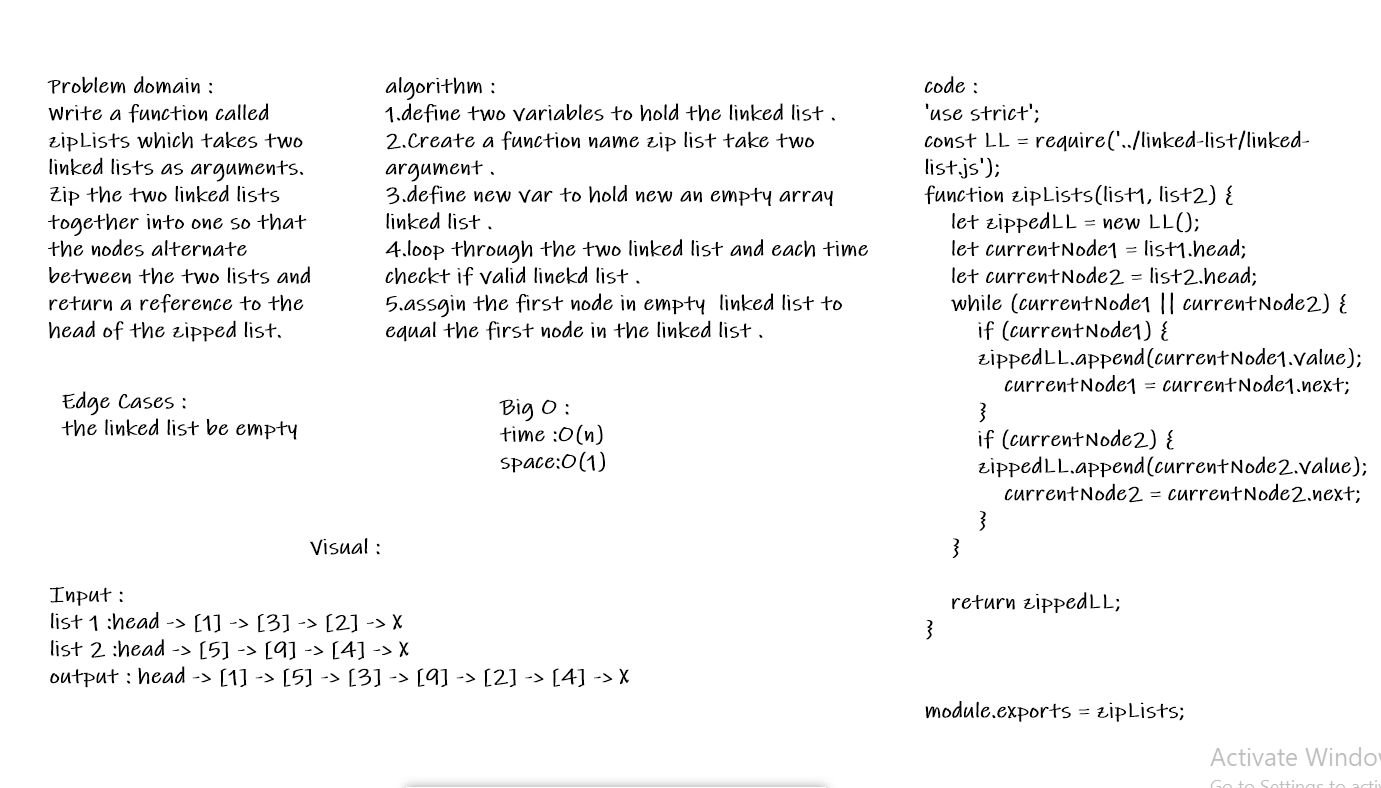 Problem domain :
Write a function called
zipLists which takes two
linked lists as arguments.
Zip the two linked lists
together into one so that
the nodes alternate
between the two lists and
return a reference to the
head of the zipped list.
algorithm :
1.define two variables to hold the linked list .
2.Create a function name zip list take two
argument .
3.define new var to hold new an empty array
linked list .
4.loop through the two linked list and each time
checkt if valid linekd list .
5.assgin the first node in empty linked list to
equal the first node in the linked list .
Edge Cases :
the linked list be empty
Big O :
time :O(n)
space:O(1)
Visual :
Input :
list 1 :head -> [1] -> [3] -> [2] -> X
list 2 :head -> [5] -> [9] -> [4] -> X
output : head -> [1] -> [5] -> [3] -> [9] -> [2] -> [4] -> X
code :
'use strict';
const LL = require('../linked-list/linked-
list.js');
function zipLists(list1, list2) {
let zippedLL = new LL();
let currentNode1 = list1.head;
let currentNode2 = list2.head;
while (currentNode1 || currentNode2) {
if (currentNode1) {
zippedLL.append(currentNode1.value);
currentNode1 = currentNode1.next;
}
if (currentNode2) {
zippedLL.append(currentNode2.value);
currentNode2 = currentNode2.next;
}
}
return zippedLL;
}
module.exports = zipLists;
Activate Window
Go to Settings to acti